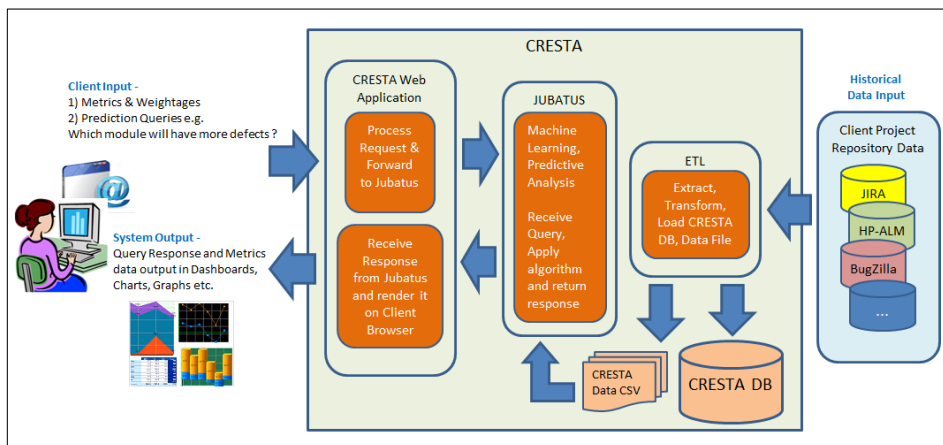 CRESTA
Client Input -
1) Metrics & Weightages
2) Prediction Queries e.g.
Which module will have more defects ?
@
System Output -
Query Response and Metrics
data output in Dashboards,
Charts, Graphs etc.
CRESTA Web
Application
Process
Request &
Forward
to Jubatus
Receive
Response
from Jubatus
and render it
on Client
Browser
JUBATUS
Machine
Learning,
Predictive
Analysis
Receive
Query,
Apply
algorithm
and return
response
ETL
Extract,
Transform,
Load CRESTA
DB, Data File
CRESTA
Data CSV
CRESTA DB
Historical
Data Input
Client Project
Repository Data
JIRA
HP-ALM
BugZilla
...